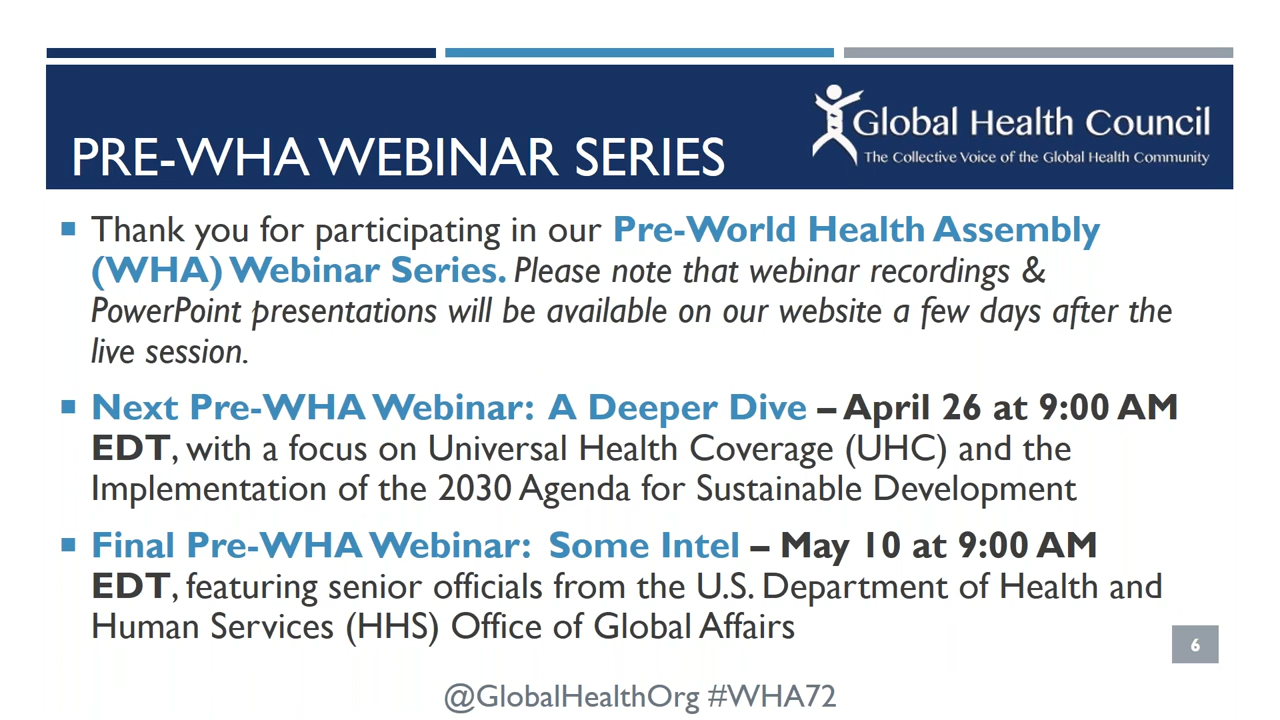 PRE-WHA WEBINAR SERIES
Global Health Council
The Collective Voice of the Global Health Community
Thank you for participating in our Pre-World Health Assembly
(WHA) Webinar Series. Please note that webinar recordings &
PowerPoint presentations will be available on our website a few days after the
live session.
Next Pre-WHA Webinar: A Deeper Dive – April 26 at 9:00 AM
EDT, with a focus on Universal Health Coverage (UHC) and the
Implementation of the 2030 Agenda for Sustainable Development
Final Pre-WHA Webinar: Some Intel – May 10 at 9:00 AM
EDT, featuring senior officials from the U.S. Department of Health and
Human Services (HHS) Office of Global Affairs
6
@GlobalHealthOrg #WHA72